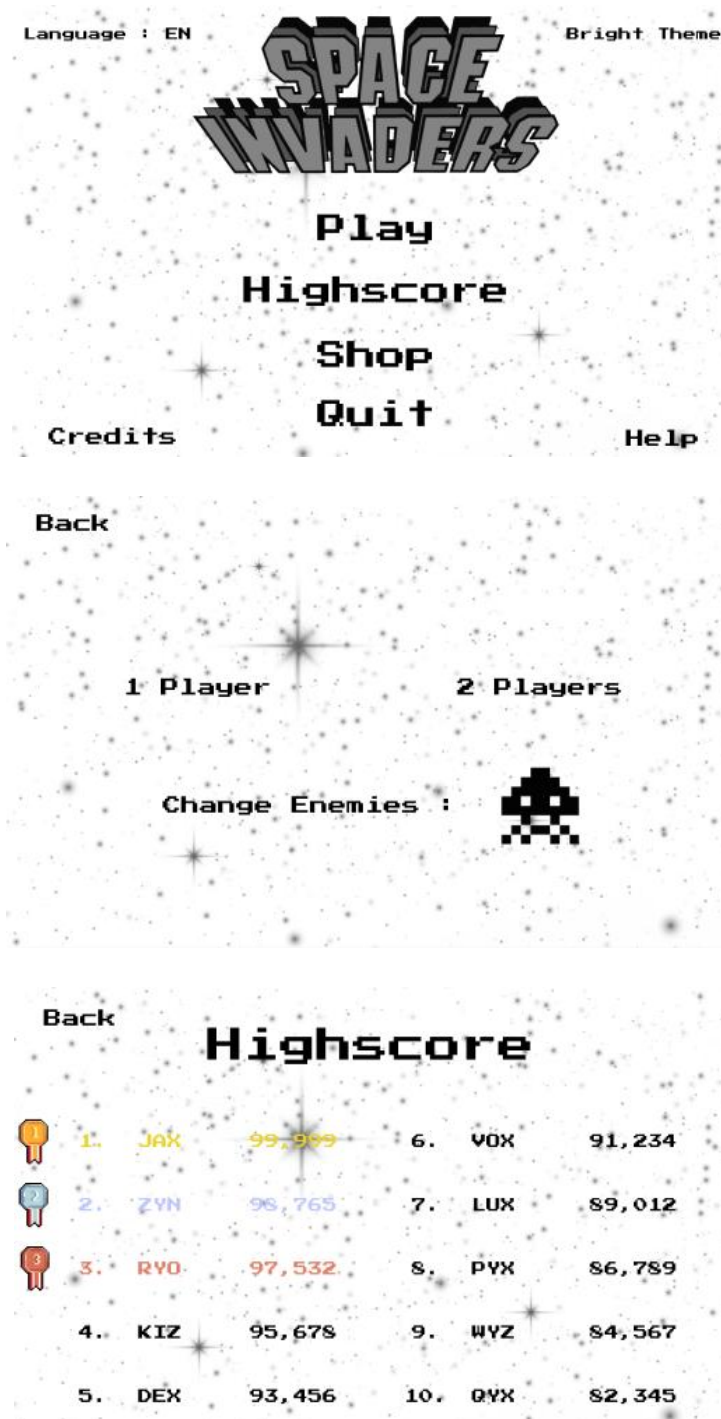 Language : EN
Bright Theme
SPACE
INVADERS
Play
Highscore
Shop
Quit
Credits
Help
Back
1 Player
2 Players
Change Enemies :
Back
Highscore
1. JAX 99,999 6. VOX 91,234
2. ZYN 98,765 7. LUX 89,012
3. RYO 97,532 8. PYX 86,789
4. KIZ 95,678 9. WYZ 84,567
5. DEX 93,456 10. QYX 82,345